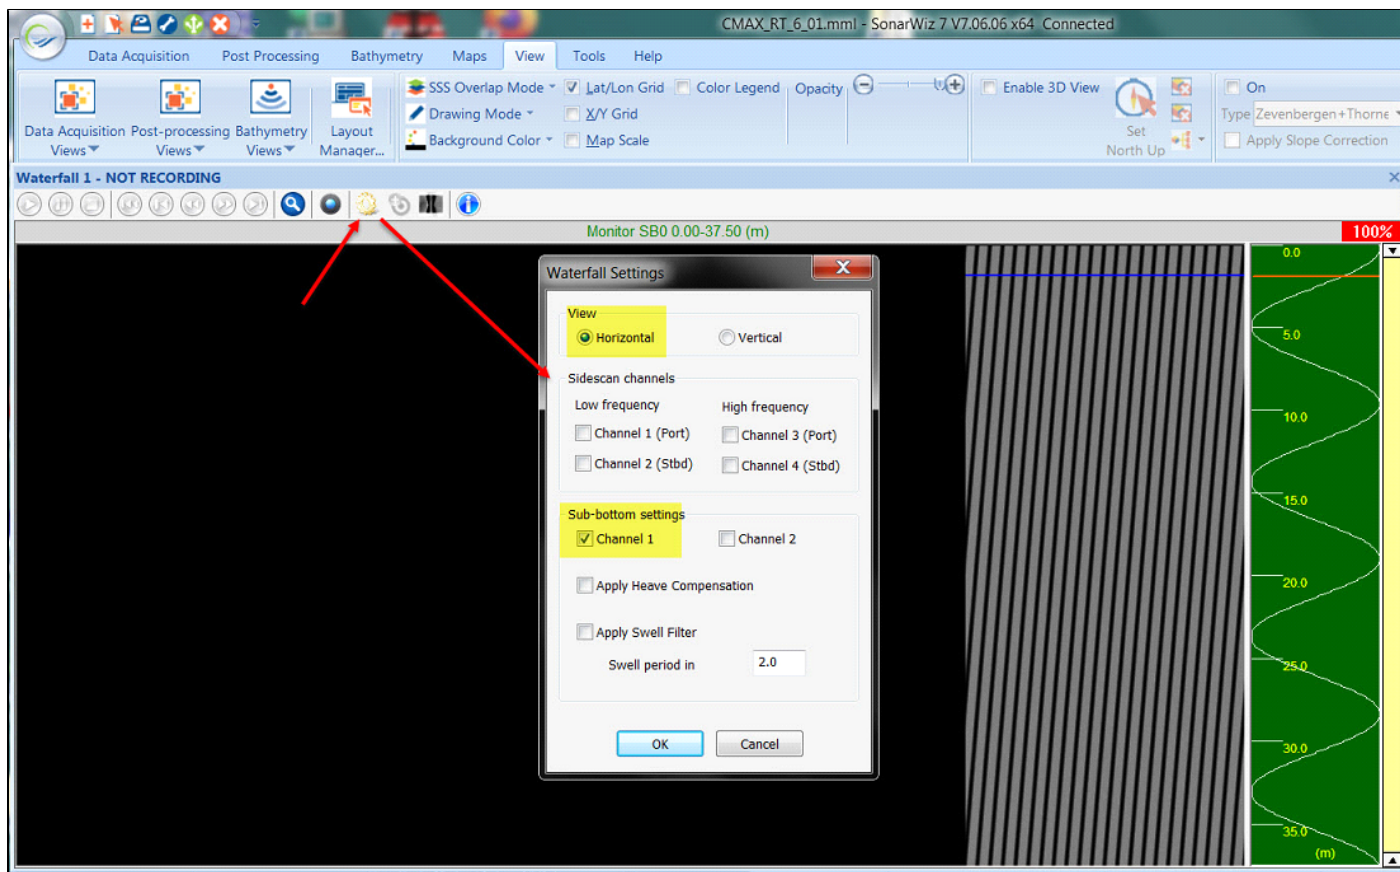 CMAX_RT_6_01.mml - SonarWiz 7 V7.06.06 x64  Connected
Data Acquisition Post Processing Bathymetry Maps View Tools Help
Data Acquisition Views
Post-processing Views
Bathymetry Views
Layout Manager...
SSS Overlap Mode
Drawing Mode
Background Color
Lat/Lon Grid
X/Y Grid
Map Scale
Color Legend
Opacity
Enable 3D View
Set North Up
On
Type Zevenbergen+Thorne
Apply Slope Correction
Waterfall 1 - NOT RECORDING
Monitor SB0 0.00-37.50 (m)
100%
Waterfall Settings
View
Horizontal Vertical
Sidescan channels
Low frequency High frequency
Channel 1 (Port) Channel 3 (Port)
Channel 2 (Stbd) Channel 4 (Stbd)
Sub-bottom settings
Channel 1 Channel 2
Apply Heave Compensation
Apply Swell Filter
Swell period in 2.0
OK Cancel
0.0
5.0
10.0
15.0
20.0
25.0
30.0
35.0
(m)